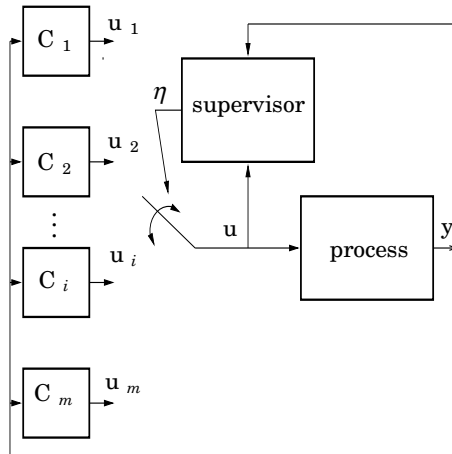 C 1
u 1
η
supervisor
C 2
u 2
⋮
u
process
y
C i
u i
C m
u m